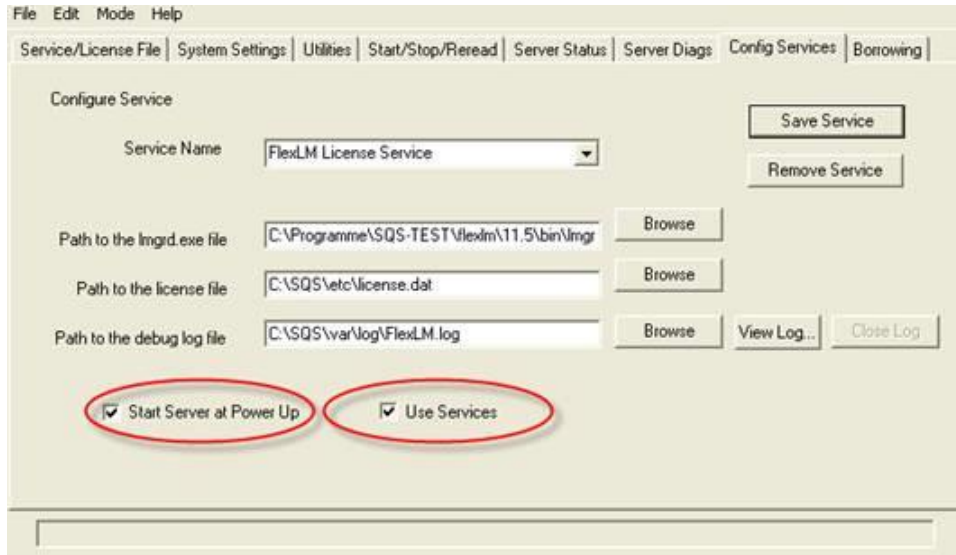 File Edit Mode Help
Service/License File System Settings Utilities Start/Stop/Reread Server Status Server Diags Config Services Borrowing
Configure Service
Save Service
Service Name FlexLM License Service
Remove Service
Path to the lmgrd.exe file C:\Programme\SQS-TEST\flexlm\11.5\bin\lmgr Browse
Path to the license file C:\SQS\etc\license.dat Browse
Path to the debug log file C:\SQS\var\log\FlexLM.log Browse View Log... Close Log
Start Server at Power Up Use Services